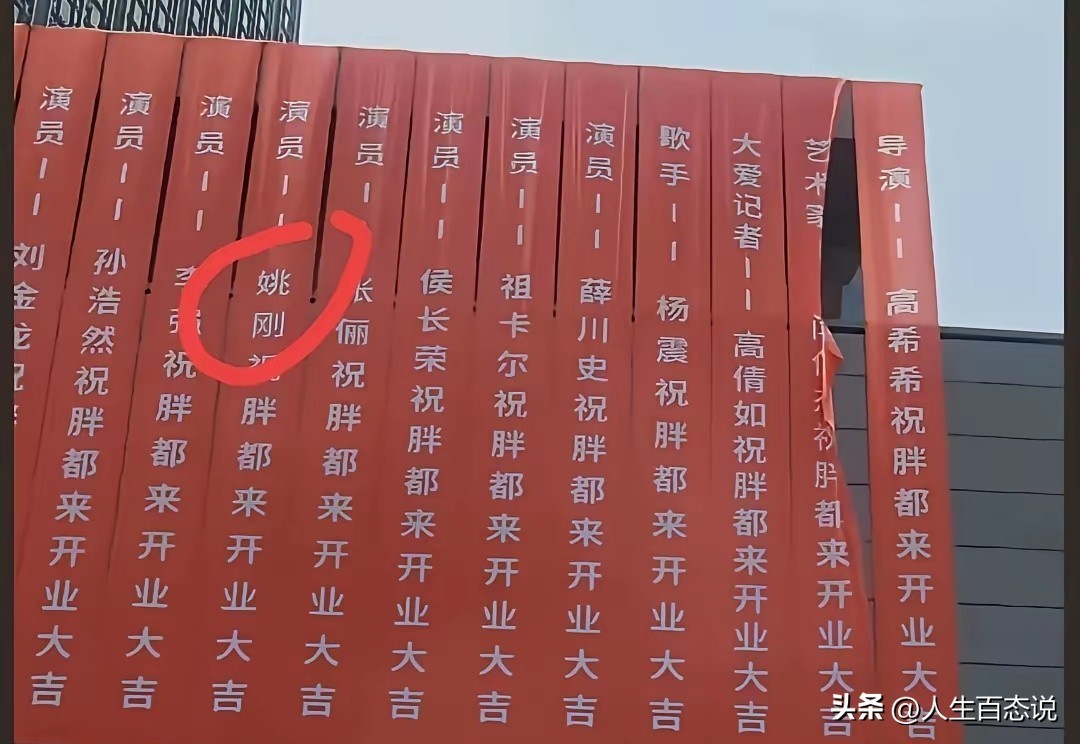 演员——刘金龙祝
演员——孙浩然祝胖都来开业大吉
演员——李强祝胖都来开业大吉
演员——姚刚祝胖都来开业大吉
演员——张俪祝胖都来开业大吉
演员——侯长荣祝胖都来开业大吉
演员——祖卡尔祝胖都来开业大吉
演员——薛川史祝胖都来开业大吉
歌手——杨震祝胖都来开业大吉
大爱记者——高倩如祝胖都来开业大吉
艺术家 祝胖都来开业大吉
导演——高希希祝胖都来开业大吉
头条 @人生百态说